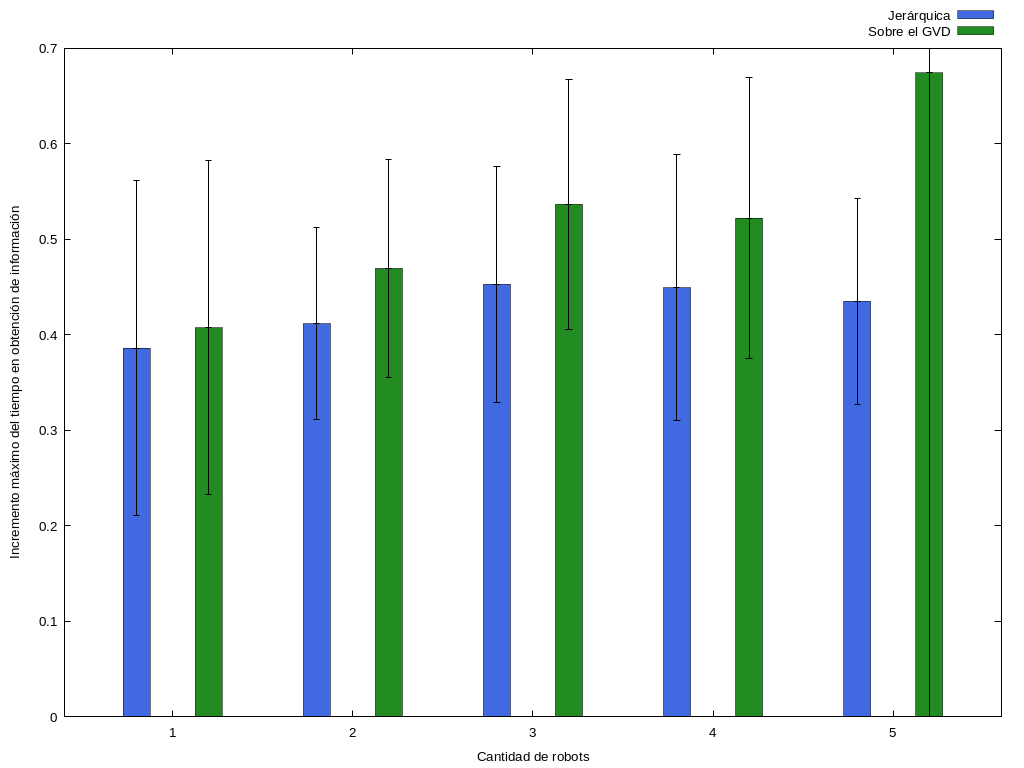 Jerárquica
Sobre el GVD
0.7
0.6
0.5
0.4
0.3
0.2
0.1
0
Incremento máximo del tiempo en obtención de información
1 2 3 4 5
Cantidad de robots